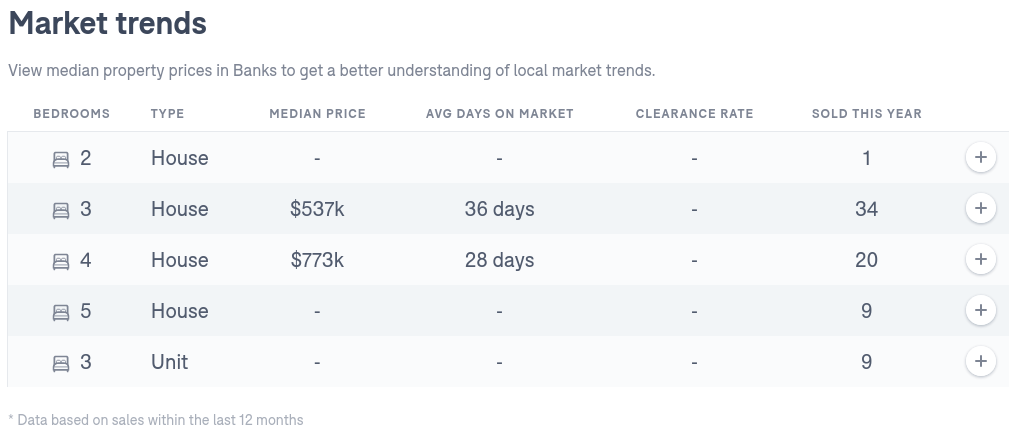 Market trends
View median property prices in Banks to get a better understanding of local market trends.
BEDROOMS TYPE MEDIAN PRICE AVG DAYS ON MARKET CLEARANCE RATE SOLD THIS YEAR
2 House - - - 1 +
3 House $537k 36 days - 34 +
4 House $773k 28 days - 20 +
5 House - - - 9 +
3 Unit - - - 9 +
* Data based on sales within the last 12 months